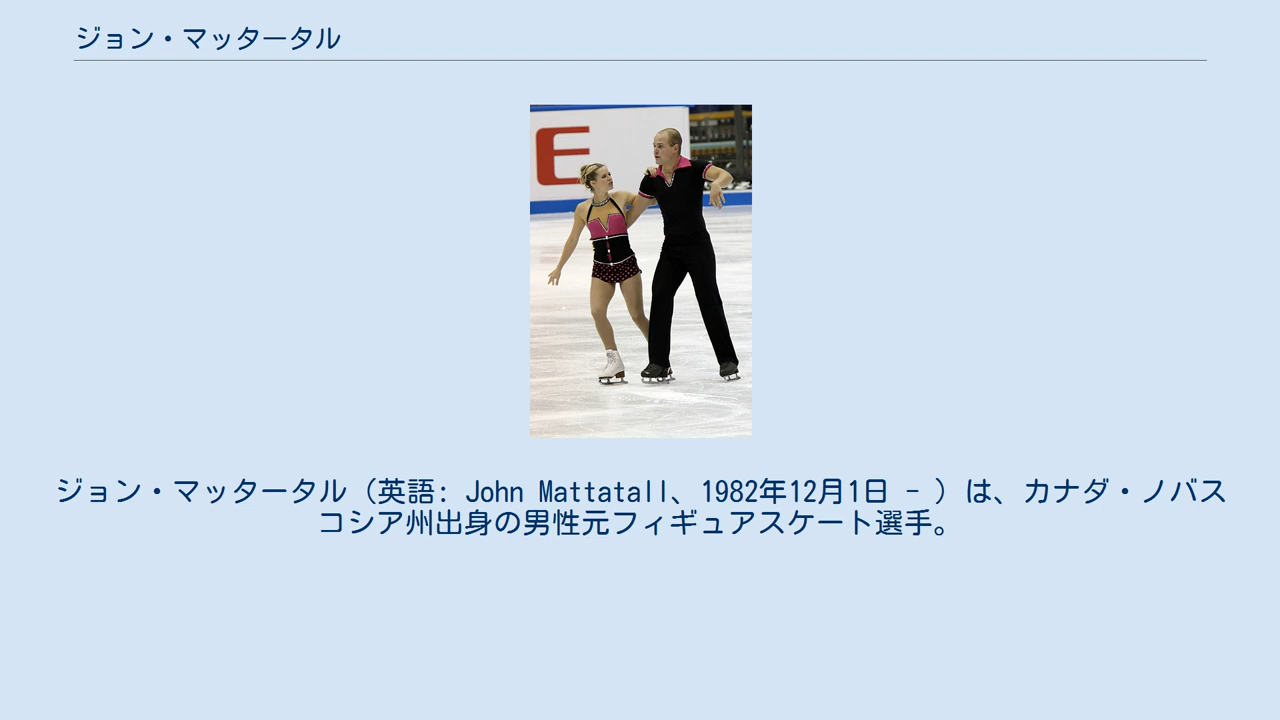 ジョン・マッタータル
E
ジョン・マッタータル（英語: John Mattatall、1982年12月1日 - ）は、カナダ・ノバス
コシア州出身の男性元フィギュアスケート選手。